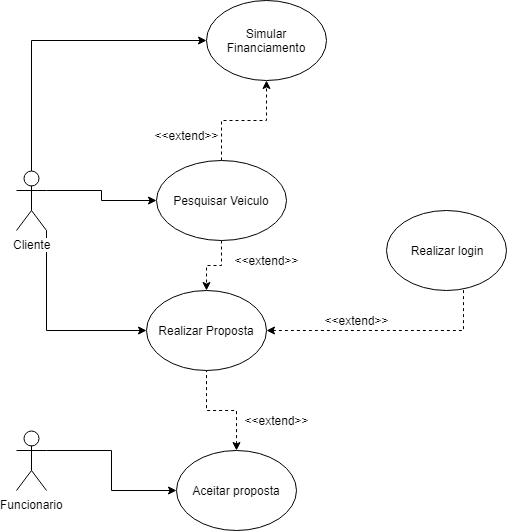 Simular
Financiamento
<<extend>>
Pesquisar Veiculo
Cliente
Realizar login
<<extend>>
<<extend>>
Realizar Proposta
<<extend>>
Funcionario
Aceitar proposta